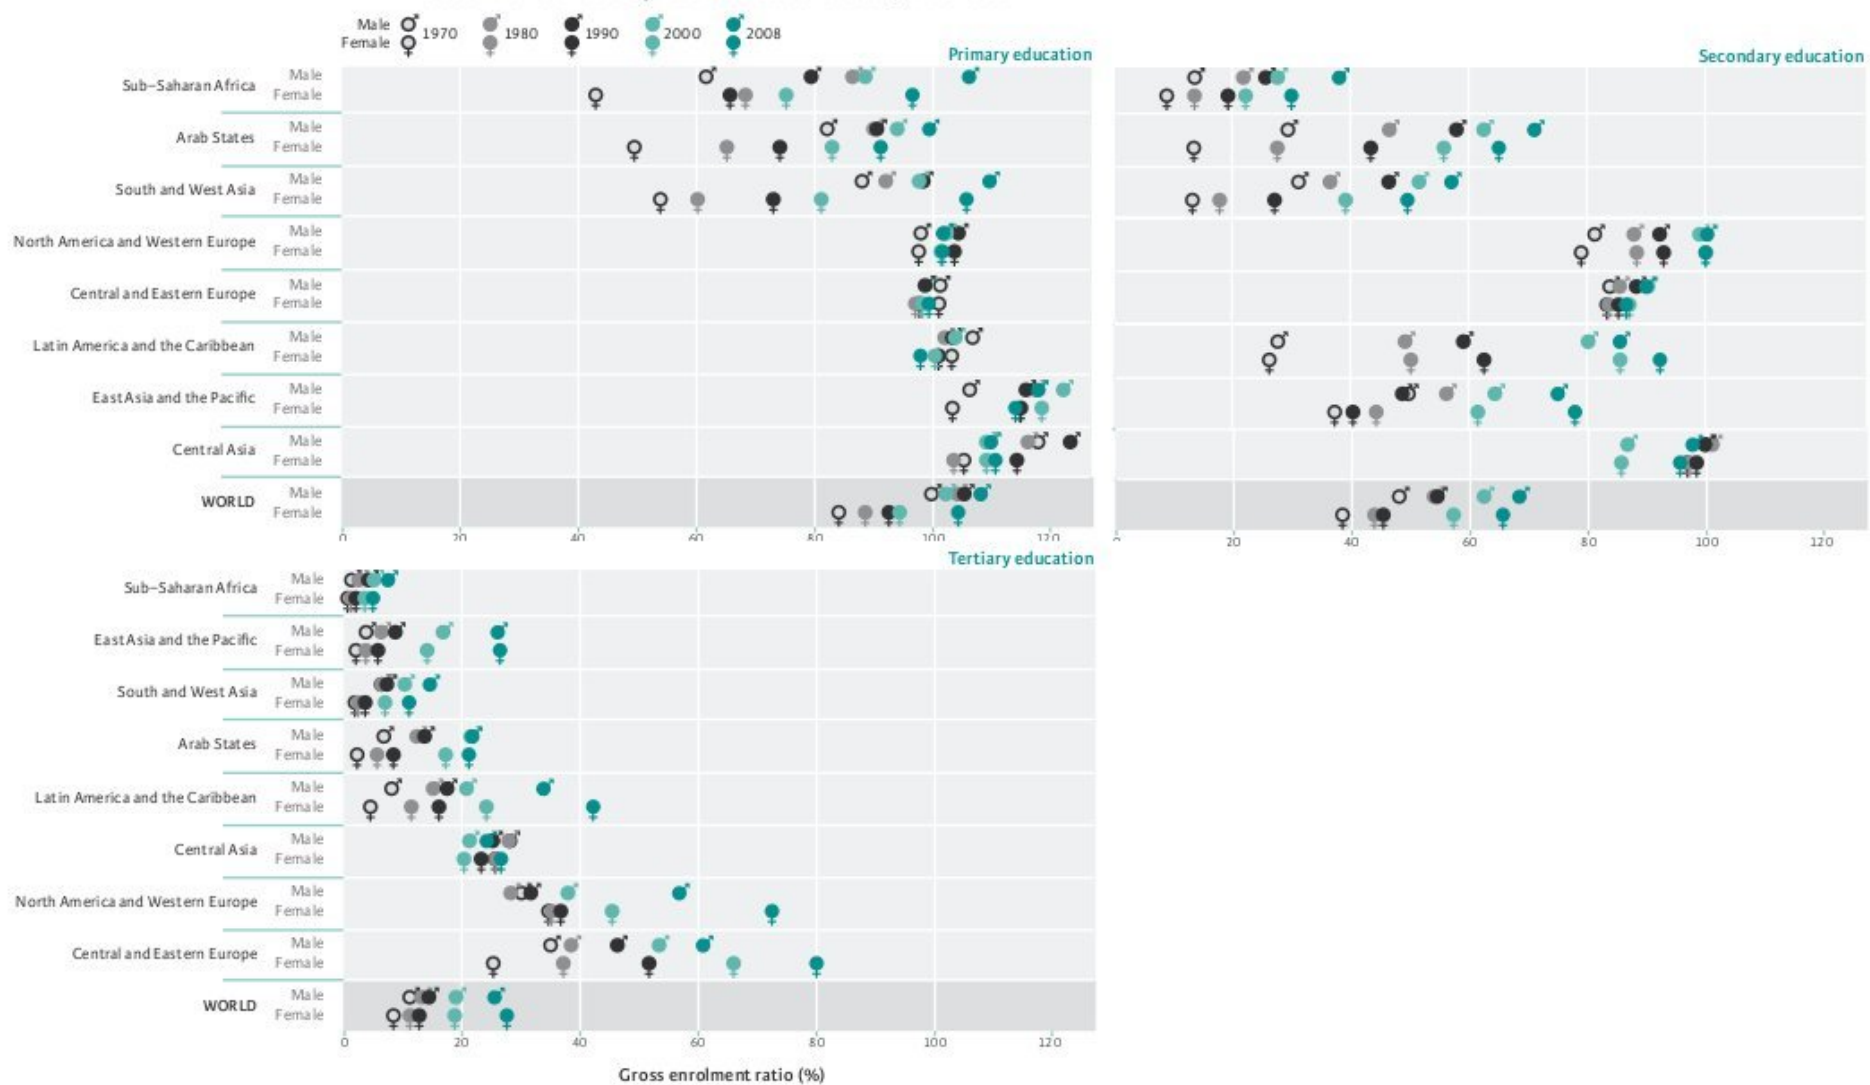 Male
Female
1970
1980
1990
2000
2008
Primary education
Sub–Saharan Africa Male
Female
Arab States Male
Female
South and West Asia Male
Female
North America and Western Europe Male
Female
Central and Eastern Europe Male
Female
Latin America and the Caribbean Male
Female
East Asia and the Pacific Male
Female
Central Asia Male
Female
WORLD Male
Female
0 20 40 60 80 100 120
Secondary education
0 20 40 60 80 100 120
Tertiary education
Sub–Saharan Africa Male
Female
East Asia and the Pacific Male
Female
South and West Asia Male
Female
Arab States Male
Female
Latin America and the Caribbean Male
Female
Central Asia Male
Female
North America and Western Europe Male
Female
Central and Eastern Europe Male
Female
WORLD Male
Female
0 20 40 60 80 100 120
Gross enrolment ratio (%)